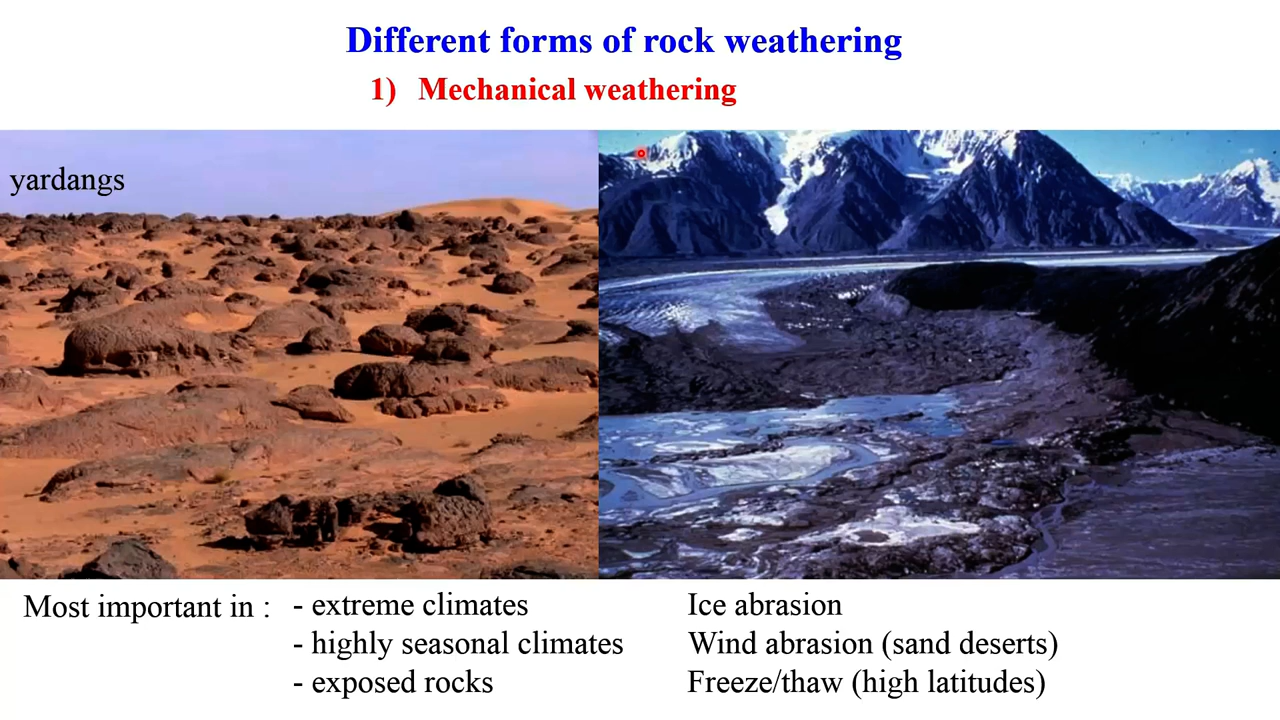 Different forms of rock weathering
1) Mechanical weathering
yardangs
Most important in : - extreme climates
- highly seasonal climates
- exposed rocks
Ice abrasion
Wind abrasion (sand deserts)
Freeze/thaw (high latitudes)